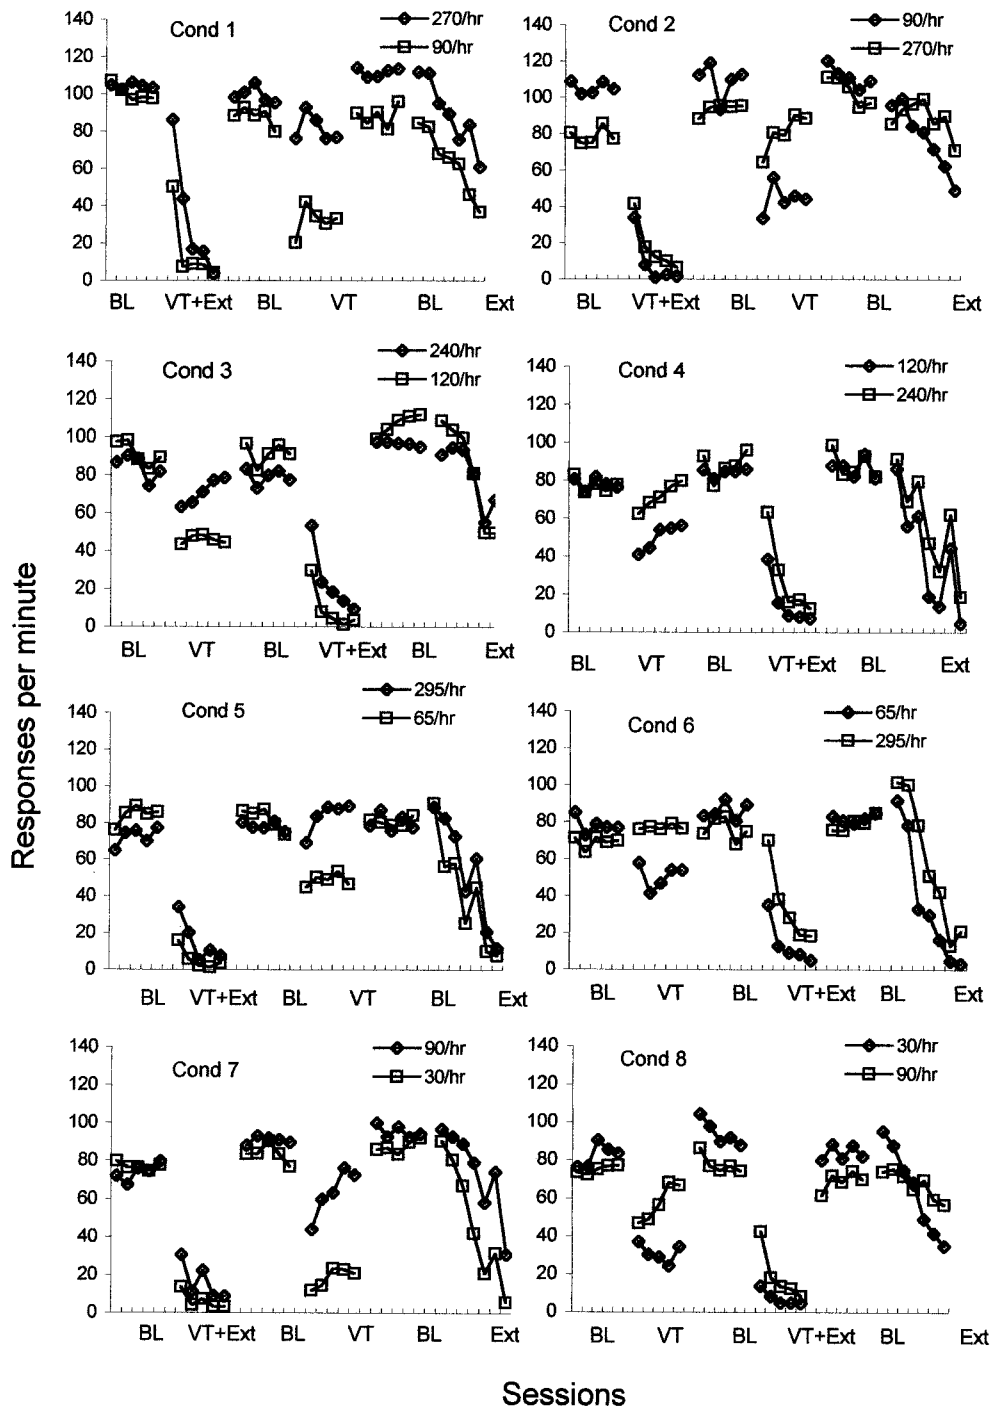 Responses per minute
Cond 1
270/hr
90/hr
140
120
100
80
60
40
20
0
BL VT+Ext BL VT BL Ext
Cond 2
90/hr
270/hr
140
120
100
80
60
40
20
0
BL VT+Ext BL VT BL Ext
Cond 3
240/hr
120/hr
140
120
100
80
60
40
20
0
BL VT BL VT+Ext BL Ext
Cond 4
120/hr
240/hr
140
120
100
80
60
40
20
0
BL VT BL VT+Ext BL Ext
Cond 5
295/hr
65/hr
140
120
100
80
60
40
20
0
BL VT+Ext BL VT BL Ext
Cond 6
65/hr
295/hr
140
120
100
80
60
40
20
0
BL VT BL VT+Ext BL Ext
Cond 7
90/hr
30/hr
140
120
100
80
60
40
20
0
BL VT+Ext BL VT BL Ext
Cond 8
30/hr
90/hr
140
120
100
80
60
40
20
0
BL VT BL VT+Ext BL Ext
Sessions